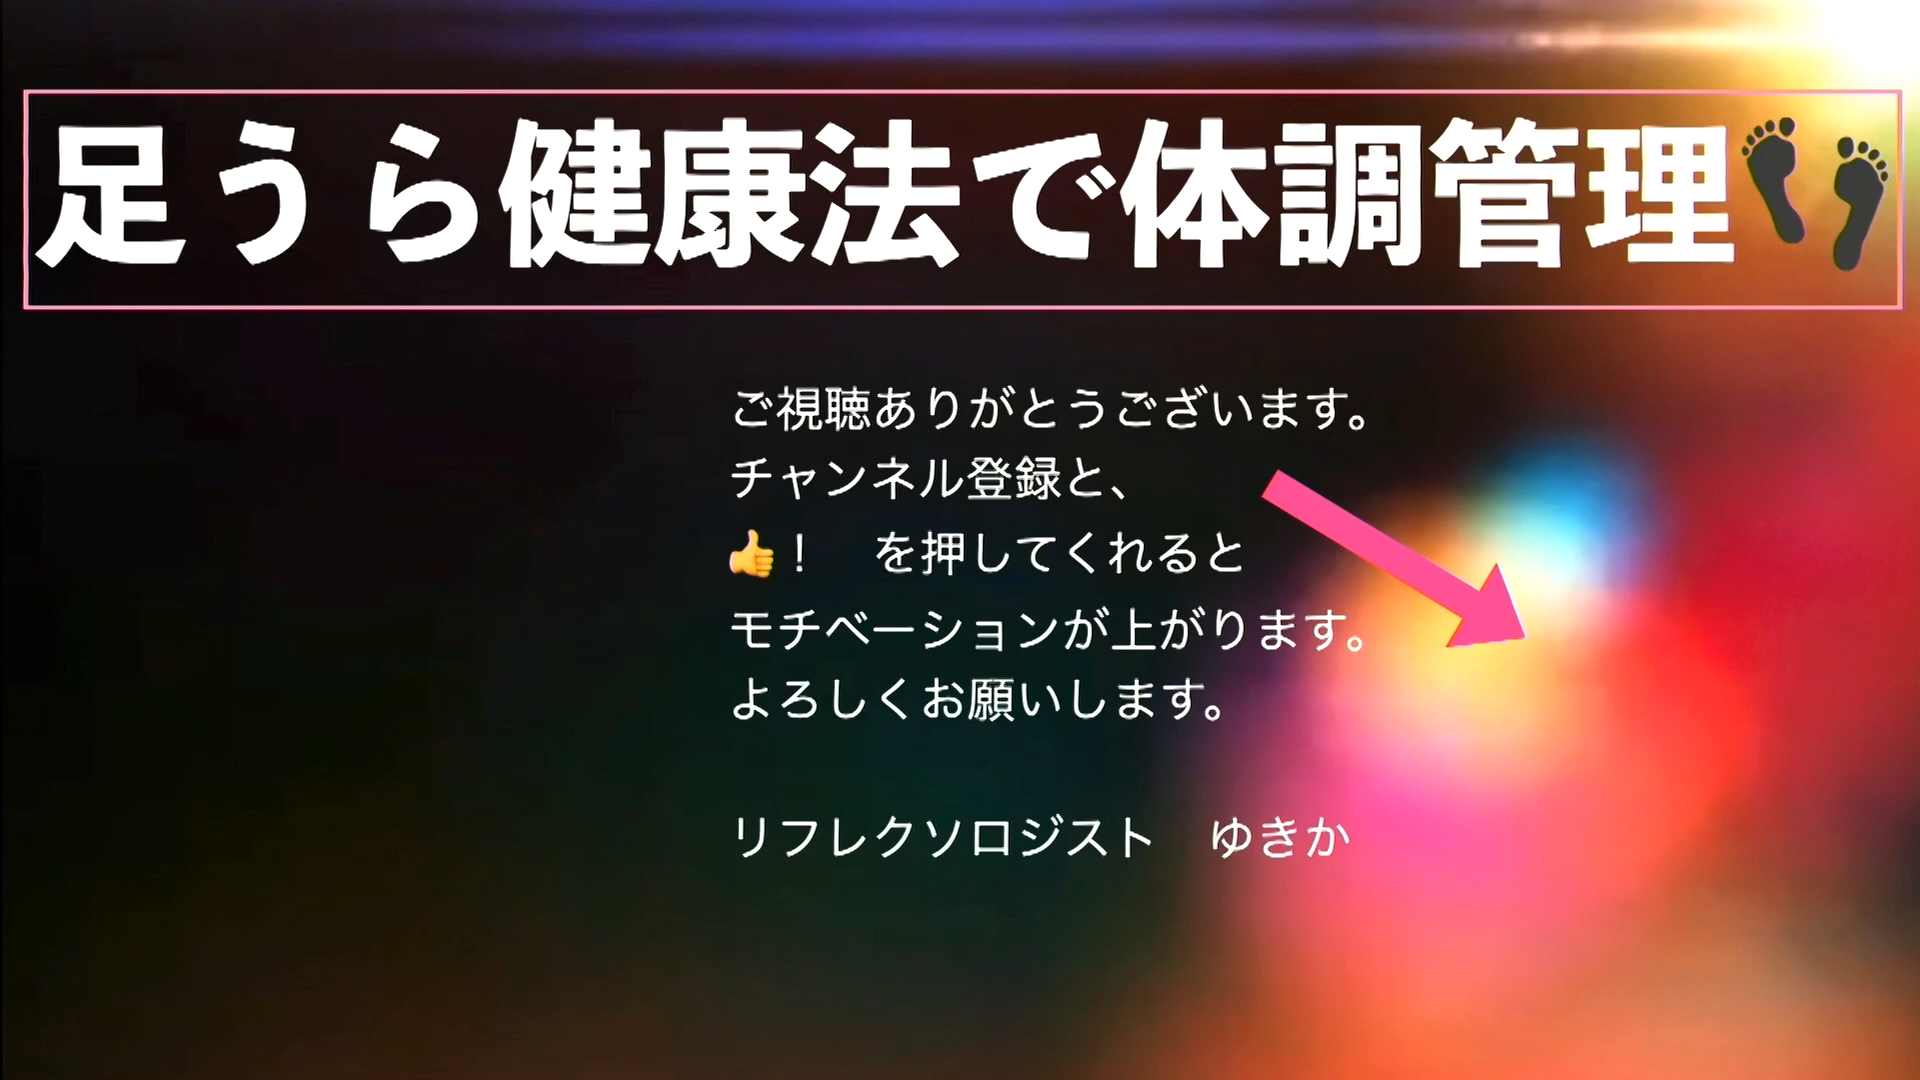 足うら健康法で体調管理👣
ご視聴ありがとうございます。
チャンネル登録と、
👍！　を押してくれると
モチベーションが上がります。
よろしくお願いします。
リフレクソロジスト　ゆきか